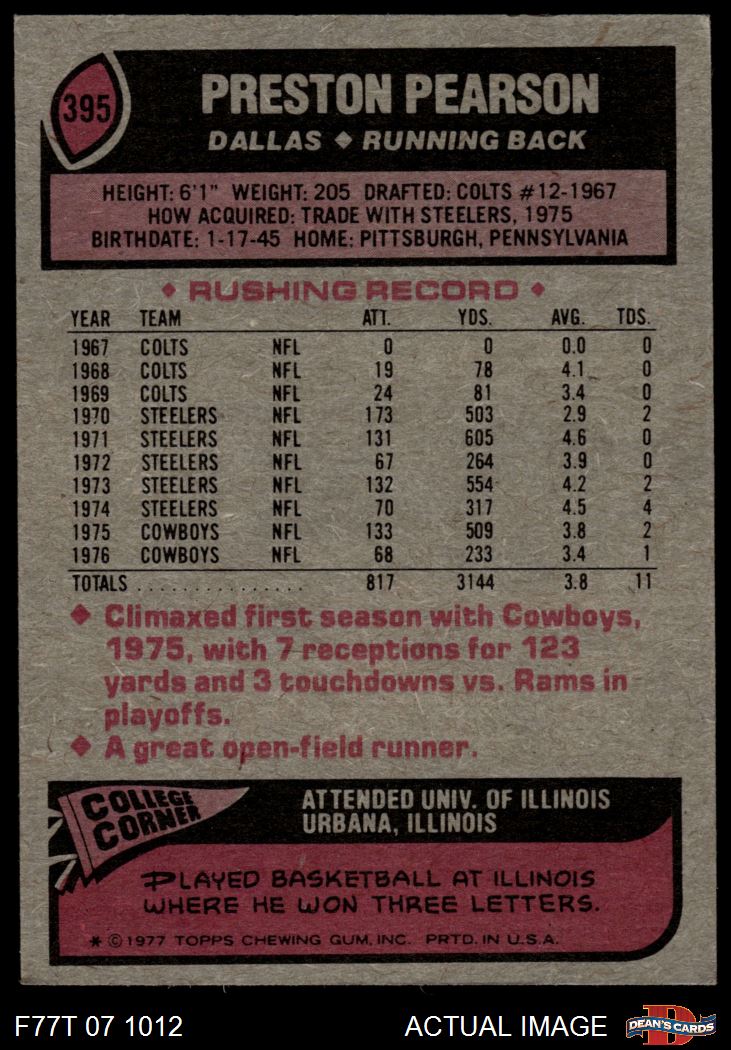 395
PRESTON PEARSON
DALLAS ◆ RUNNING BACK
HEIGHT: 6'1" WEIGHT: 205 DRAFTED: COLTS #12-1967
HOW ACQUIRED: TRADE WITH STEELERS, 1975
BIRTHDATE: 1-17-45 HOME: PITTSBURGH, PENNSYLVANIA
◆ RUSHING RECORD ◆
YEAR TEAM ATT. YDS. AVG. TDS.
1967 COLTS NFL 0 0 0.0 0
1968 COLTS NFL 19 78 4.1 0
1969 COLTS NFL 24 81 3.4 0
1970 STEELERS NFL 173 503 2.9 2
1971 STEELERS NFL 131 605 4.6 0
1972 STEELERS NFL 67 264 3.9 0
1973 STEELERS NFL 132 554 4.2 2
1974 STEELERS NFL 70 317 4.5 4
1975 COWBOYS NFL 133 509 3.8 2
1976 COWBOYS NFL 68 233 3.4 1
TOTALS . . . . . . . . . . . . . . . . 817 3144 3.8 11
◆ Climaxed first season with Cowboys,
1975, with 7 receptions for 123
yards and 3 touchdowns vs. Rams in
playoffs.
◆ A great open-field runner.
COLLEGE
CORNER
ATTENDED UNIV. OF ILLINOIS
URBANA, ILLINOIS
PLAYED BASKETBALL AT ILLINOIS
WHERE HE WON THREE LETTERS.
* © 1977 TOPPS CHEWING GUM, INC. PRTD. IN U.S.A.
F77T 07 1012
ACTUAL IMAGE
D
DEAN'S CARDS